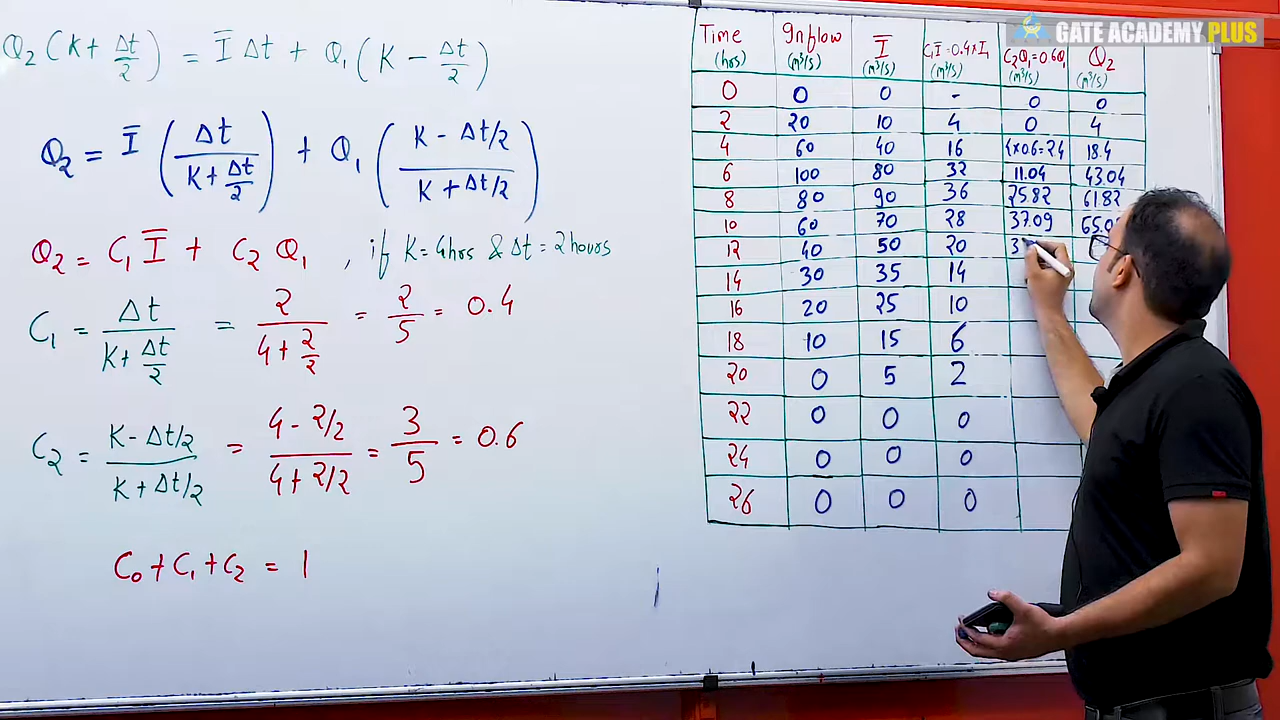 GATE ACADEMY PLUS
Q₂ (K + Δt/2) = Ī Δt + Q₁ (K − Δt/2)
Q₂ = Ī (Δt / (K + Δt/2)) + Q₁ ((K − Δt/2) / (K + Δt/2))
Q₂ = C₁ Ī + C₂ Q₁ , if K = 4hrs & Δt = 2 hours
C₁ = Δt / (K + Δt/2) = 2 / (4 + 2/2) = 2/5 = 0.4
C₂ = (K − Δt/2) / (K + Δt/2) = (4 − 2/2) / (4 + 2/2) = 3/5 = 0.6
C₀ + C₁ + C₂ = 1
Time (hrs) Inflow (m³/s) Ī (m³/s) C₁Ī = 0.4×I₁ (m³/s) C₂Q₁ = 0.6Q₁ (m³/s) Q₂ (m³/s)
0 0 0 - 0 0
2 20 10 4 0 4
4 60 40 16 4×06=24 18.4
6 100 80 32 11.04 43.04
8 80 90 36 25.82 61.82
10 60 70 28 37.09
12 40 50 20 3
14 30 35 14
16 20 25 10
18 10 15 6
20 0 5 2
22 0 0 0
24 0 0 0
26 0 0 0